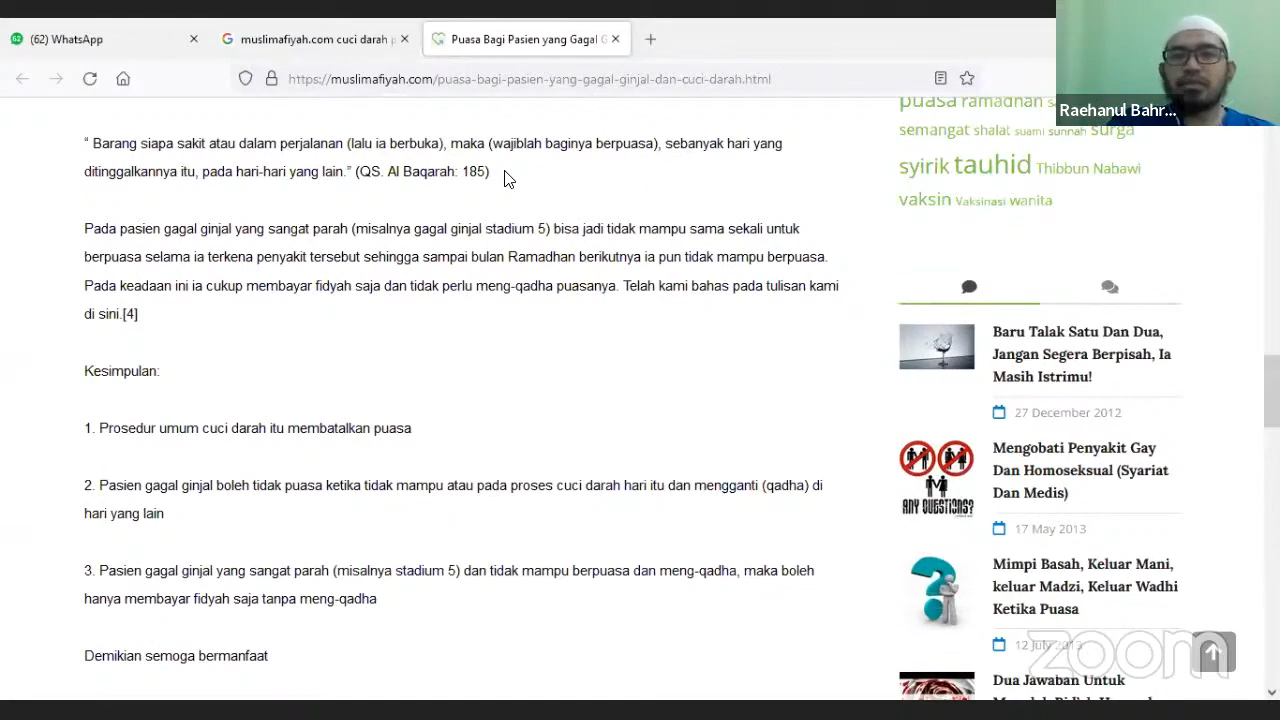 (62) WhatsApp
muslimafiyah.com cuci darah p
Puasa Bagi Pasien yang Gagal G
https://muslimafiyah.com/puasa-bagi-pasien-yang-gagal-ginjal-dan-cuci-darah.html
Raehanul Bahr...
“ Barang siapa sakit atau dalam perjalanan (lalu ia berbuka), maka (wajiblah baginya berpuasa), sebanyak hari yang
ditinggalkannya itu, pada hari-hari yang lain.” (QS. Al Baqarah: 185)
Pada pasien gagal ginjal yang sangat parah (misalnya gagal ginjal stadium 5) bisa jadi tidak mampu sama sekali untuk
berpuasa selama ia terkena penyakit tersebut sehingga sampai bulan Ramadhan berikutnya ia pun tidak mampu berpuasa.
Pada keadaan ini ia cukup membayar fidyah saja dan tidak perlu meng-qadha puasanya. Telah kami bahas pada tulisan kami
di sini.[4]
Kesimpulan:
1. Prosedur umum cuci darah itu membatalkan puasa
2. Pasien gagal ginjal boleh tidak puasa ketika tidak mampu atau pada proses cuci darah hari itu dan mengganti (qadha) di
hari yang lain
3. Pasien gagal ginjal yang sangat parah (misalnya stadium 5) dan tidak mampu berpuasa dan meng-qadha, maka boleh
hanya membayar fidyah saja tanpa meng-qadha
Demikian semoga bermanfaat
puasa ramadhan
semangat shalat suami sunnah surga
syirik tauhid Thibbun Nabawi
vaksin Vaksinasi wanita
Baru Talak Satu Dan Dua,
Jangan Segera Berpisah, Ia
Masih Istrimu!
27 December 2012
Mengobati Penyakit Gay
Dan Homoseksual (Syariat
Dan Medis)
17 May 2013
ANY QUESTIONS?
Mimpi Basah, Keluar Mani,
keluar Madzi, Keluar Wadhi
Ketika Puasa
12 July 2013
Dua Jawaban Untuk
zoom